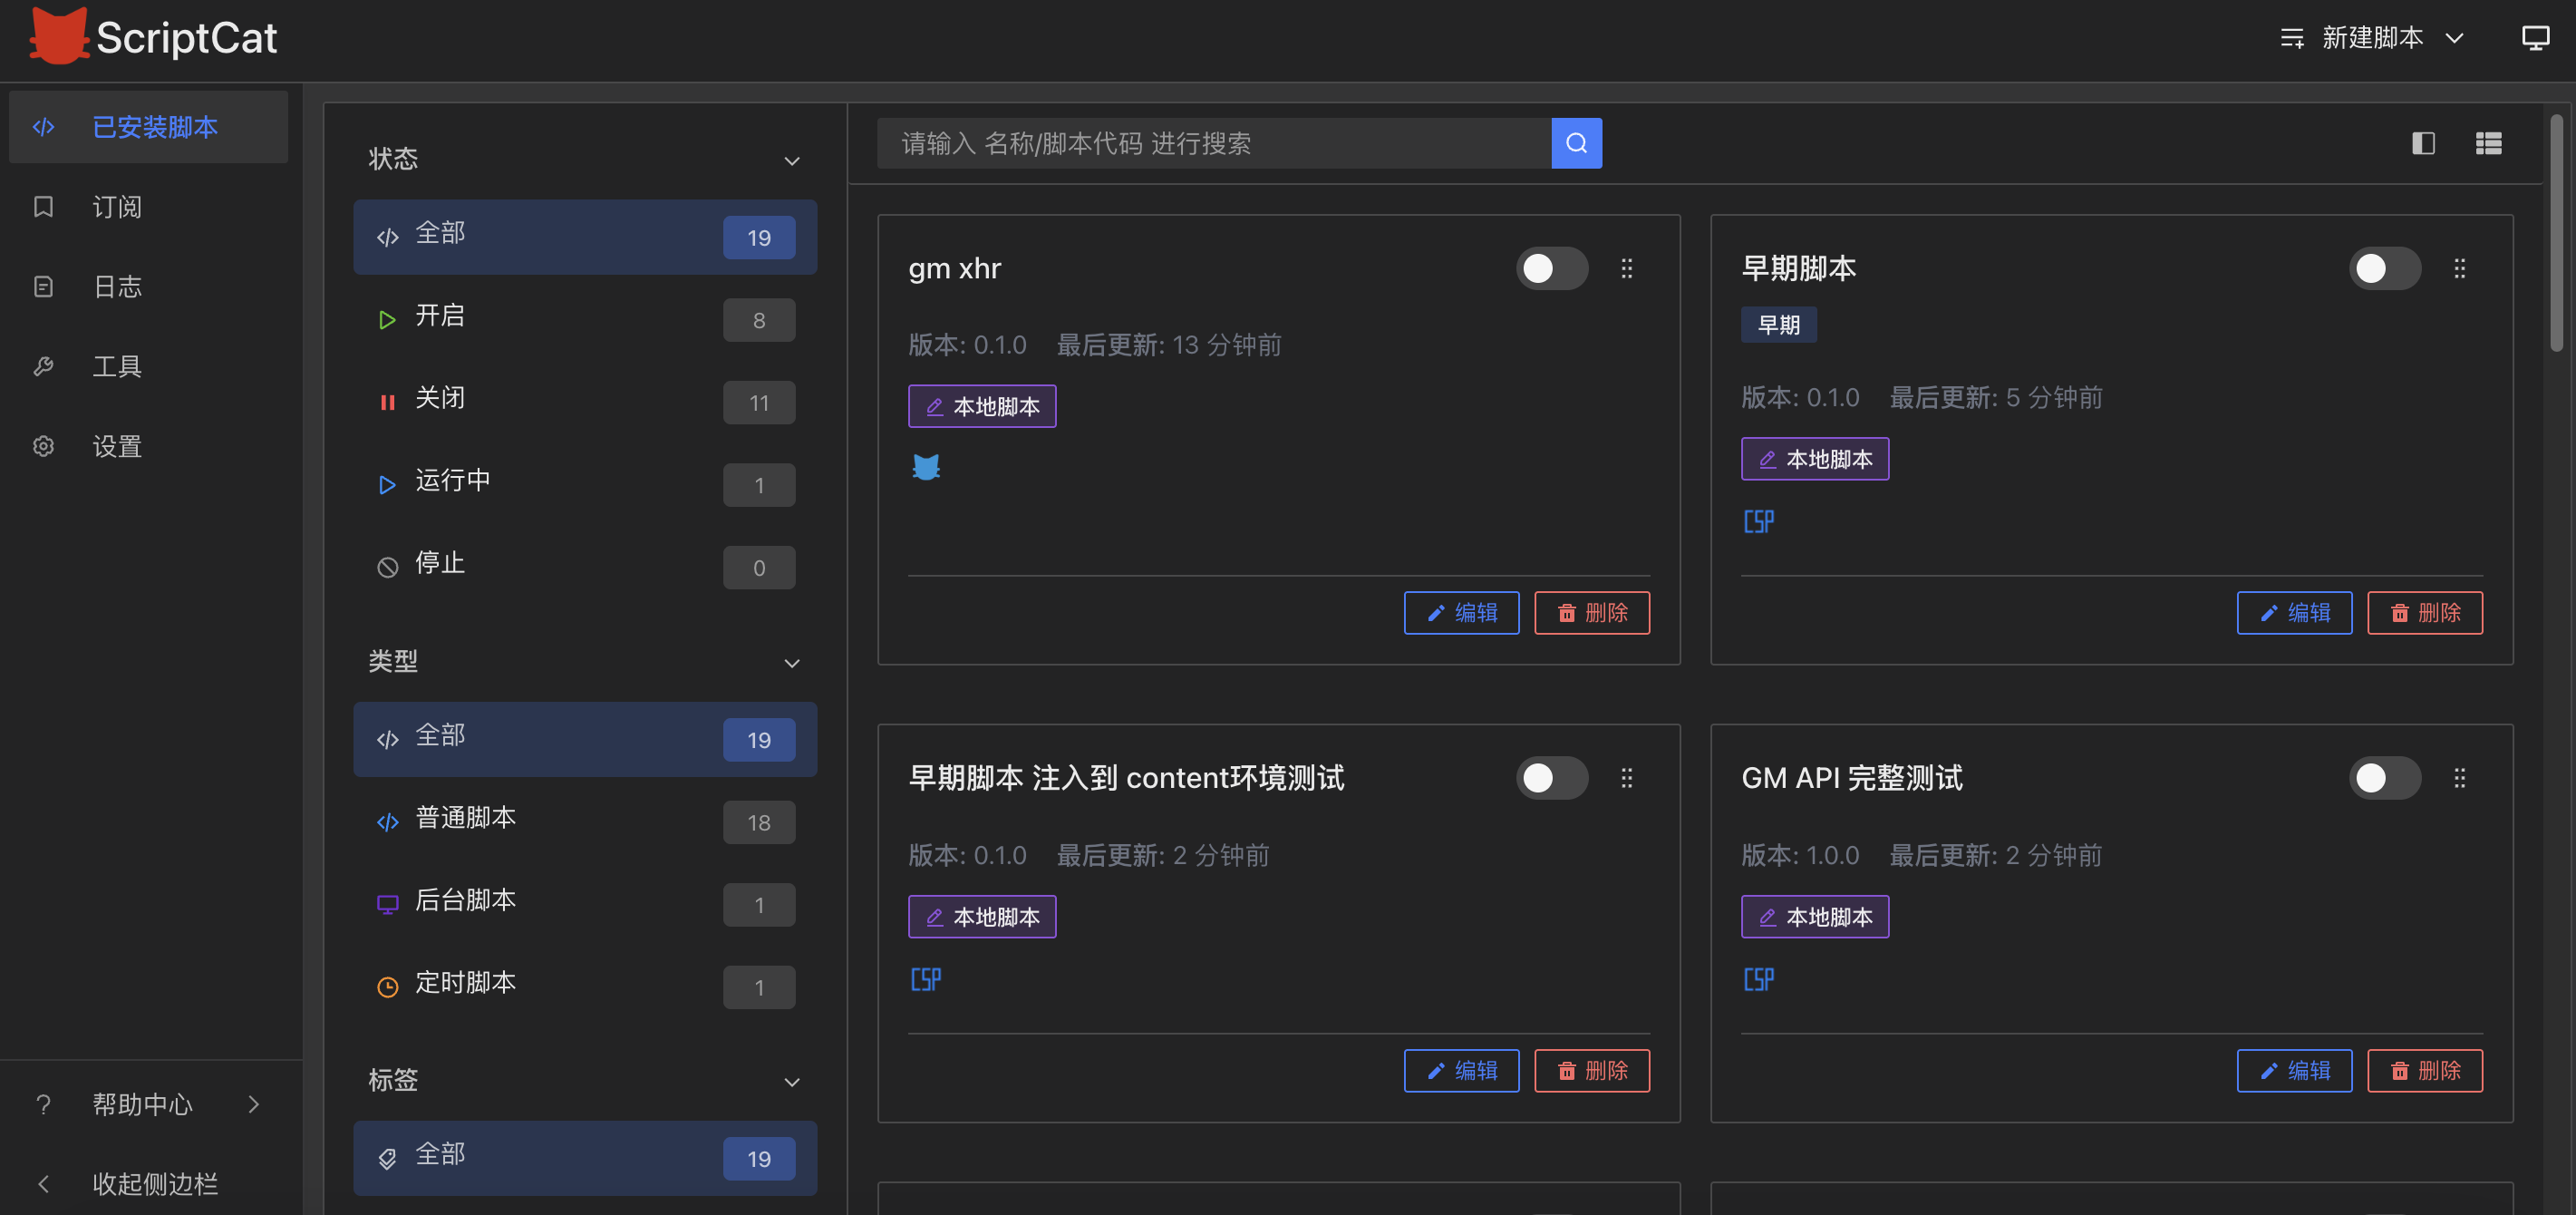 ScriptCat
新建脚本
已安装脚本
订阅
日志
工具
设置
帮助中心
收起侧边栏
状态
全部 19
开启 8
关闭 11
运行中 1
停止 0
类型
全部 19
普通脚本 18
后台脚本 1
定时脚本 1
标签
全部 19
请输入 名称/脚本代码 进行搜索
gm xhr
版本: 0.1.0 最后更新: 13 分钟前
本地脚本
编辑 删除
早期脚本
早期
版本: 0.1.0 最后更新: 5 分钟前
本地脚本
CSP
编辑 删除
早期脚本 注入到 content环境测试
版本: 0.1.0 最后更新: 2 分钟前
本地脚本
CSP
编辑 删除
GM API 完整测试
版本: 1.0.0 最后更新: 2 分钟前
本地脚本
CSP
编辑 删除